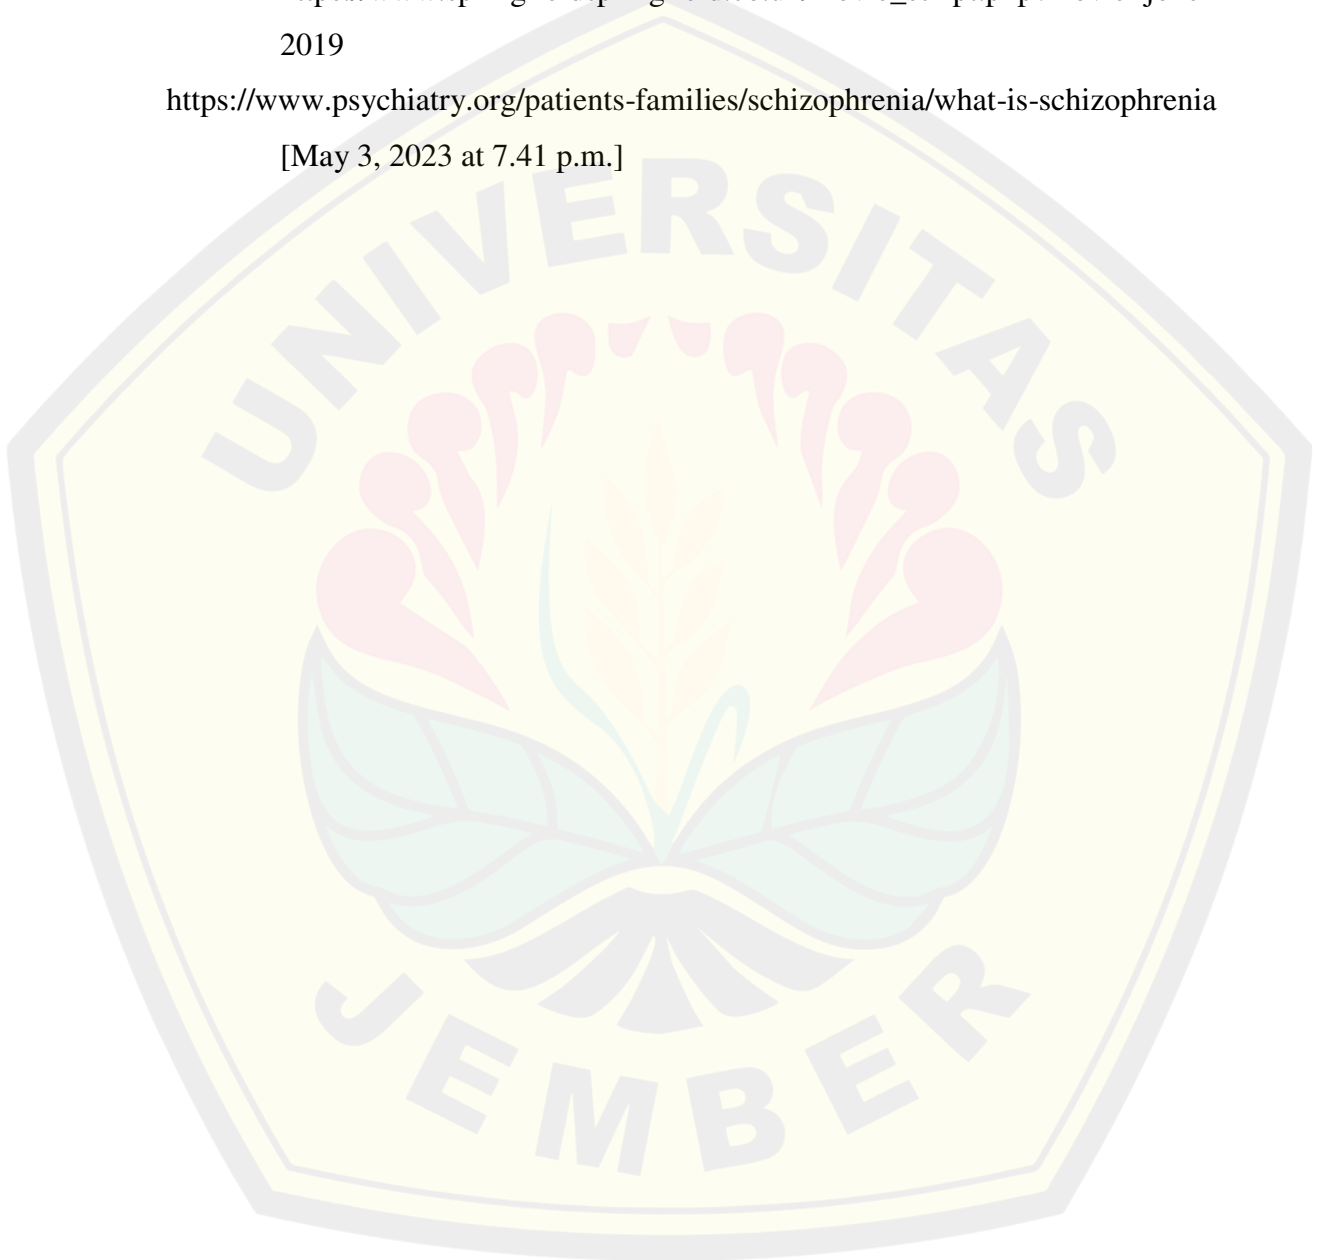 2019
https://www.psychiatry.org/patients-families/schizophrenia/what-is-schizophrenia
[May 3, 2023 at 7.41 p.m.]
UNIVERSITAS
JEMBER